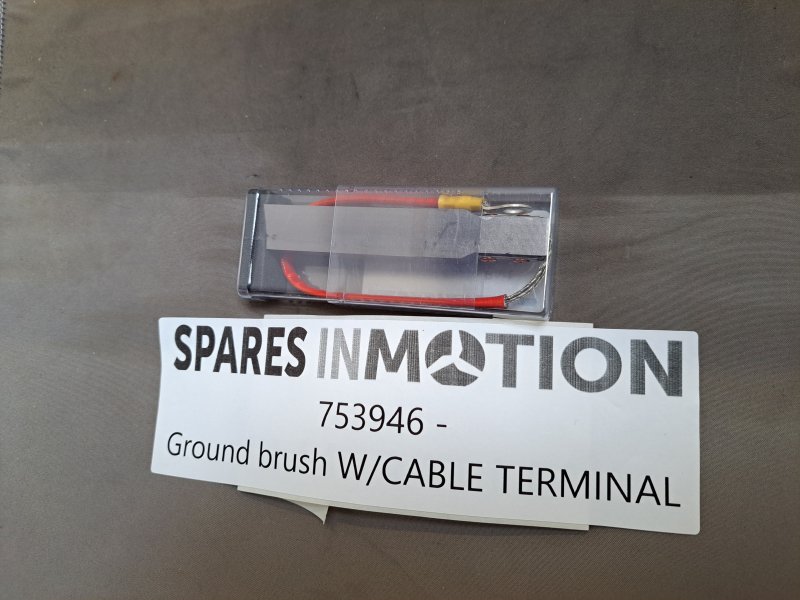 SPARES INMOTION
753946 -
Ground brush W/CABLE TERMINAL